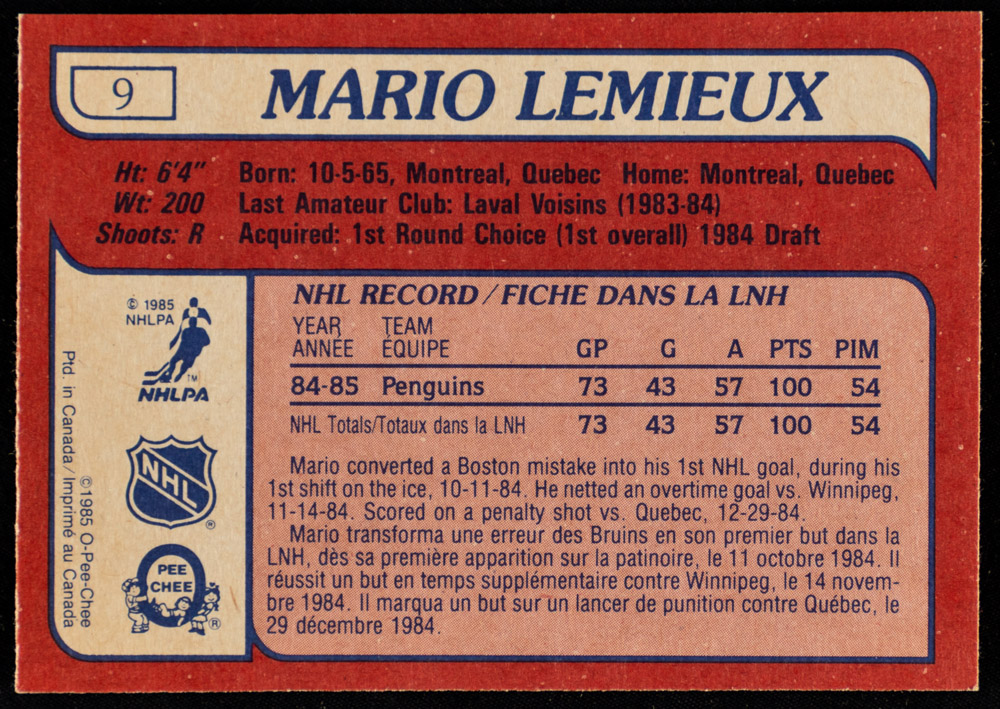 9
MARIO LEMIEUX
Ht: 6'4" Born: 10-5-65, Montreal, Quebec Home: Montreal, Quebec
Wt: 200 Last Amateur Club: Laval Voisins (1983-84)
Shoots: R Acquired: 1st Round Choice (1st overall) 1984 Draft
© 1985
NHLPA
TM
NHLPA
NHL
®
PEE
CHEE
®
©1985 O-Pee-Chee
Ptd. in Canada/Imprimé au Canada
NHL RECORD/FICHE DANS LA LNH
YEAR TEAM
ANNÉE ÉQUIPE GP G A PTS PIM
84-85 Penguins 73 43 57 100 54
NHL Totals/Totaux dans la LNH 73 43 57 100 54
Mario converted a Boston mistake into his 1st NHL goal, during his
1st shift on the ice, 10-11-84. He netted an overtime goal vs. Winnipeg,
11-14-84. Scored on a penalty shot vs. Quebec, 12-29-84.
Mario transforma une erreur des Bruins en son premier but dans la
LNH, dès sa première apparition sur la patinoire, le 11 octobre 1984. Il
réussit un but en temps supplémentaire contre Winnipeg, le 14 novem-
bre 1984. Il marqua un but sur un lancer de punition contre Québec, le
29 décembre 1984.